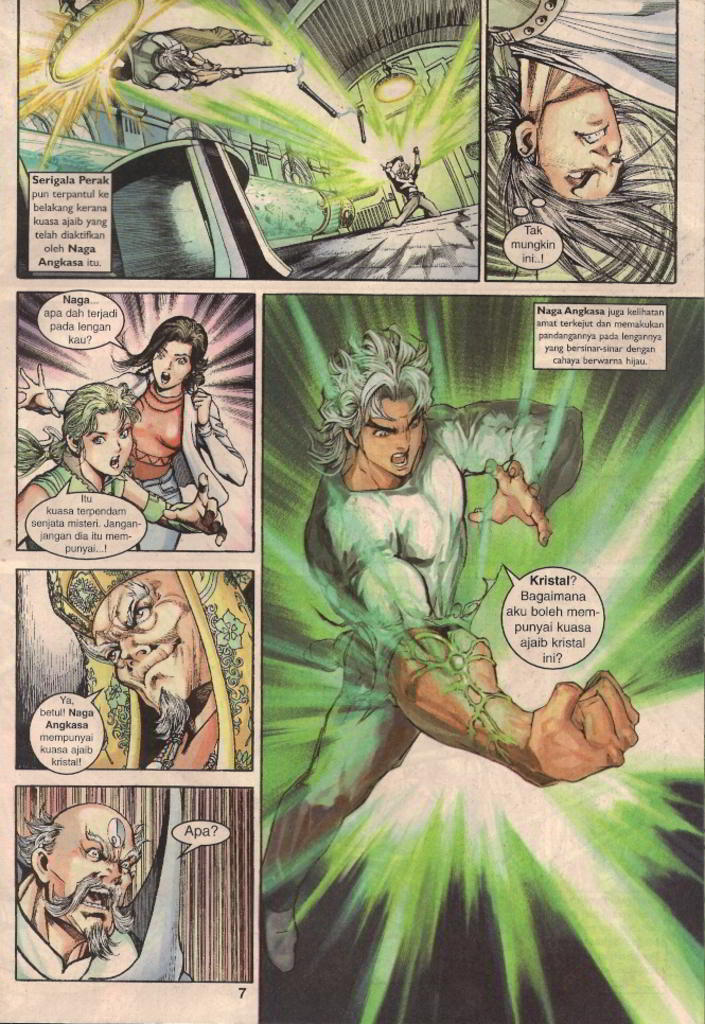 Serigala Perak
pun terpantul ke
belakang kerana
kuasa ajaib yang
telah diaktifkan
oleh Naga
Angkasa itu.
Tak
mungkin
ini..!
Naga...
apa dah terjadi
pada lengan
kau?
Itu
kuasa terpendam
senjata misteri. Jangan-
jangan dia itu mem-
punyai...!
Naga Angkasa juga kelihatan
amat terkejut dan memakukan
pandangannya pada lengannya
yang bersinar-sinar dengan
cahaya berwarna hijau.
Kristal?
Bagaimana
aku boleh mem-
punyai kuasa
ajaib kristal
ini?
Ya,
betul! Naga
Angkasa
mempunyai
kuasa ajaib
kristal!
Apa?
7